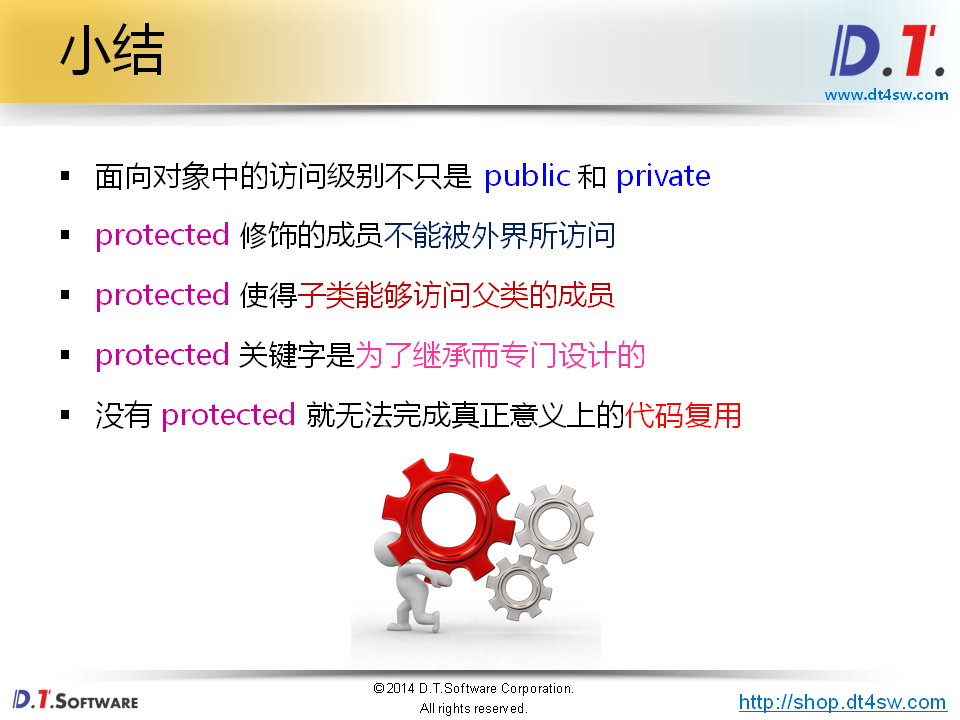 小结
D.T.
www.dt4sw.com
面向对象中的访问级别不只是 public 和 private
protected 修饰的成员不能被外界所访问
protected 使得子类能够访问父类的成员
protected 关键字是为了继承而专门设计的
没有 protected 就无法完成真正意义上的代码复用
D.T.SOFTWARE
©2014 D.T.Software Corporation.
All rights reserved.
http://shop.dt4sw.com